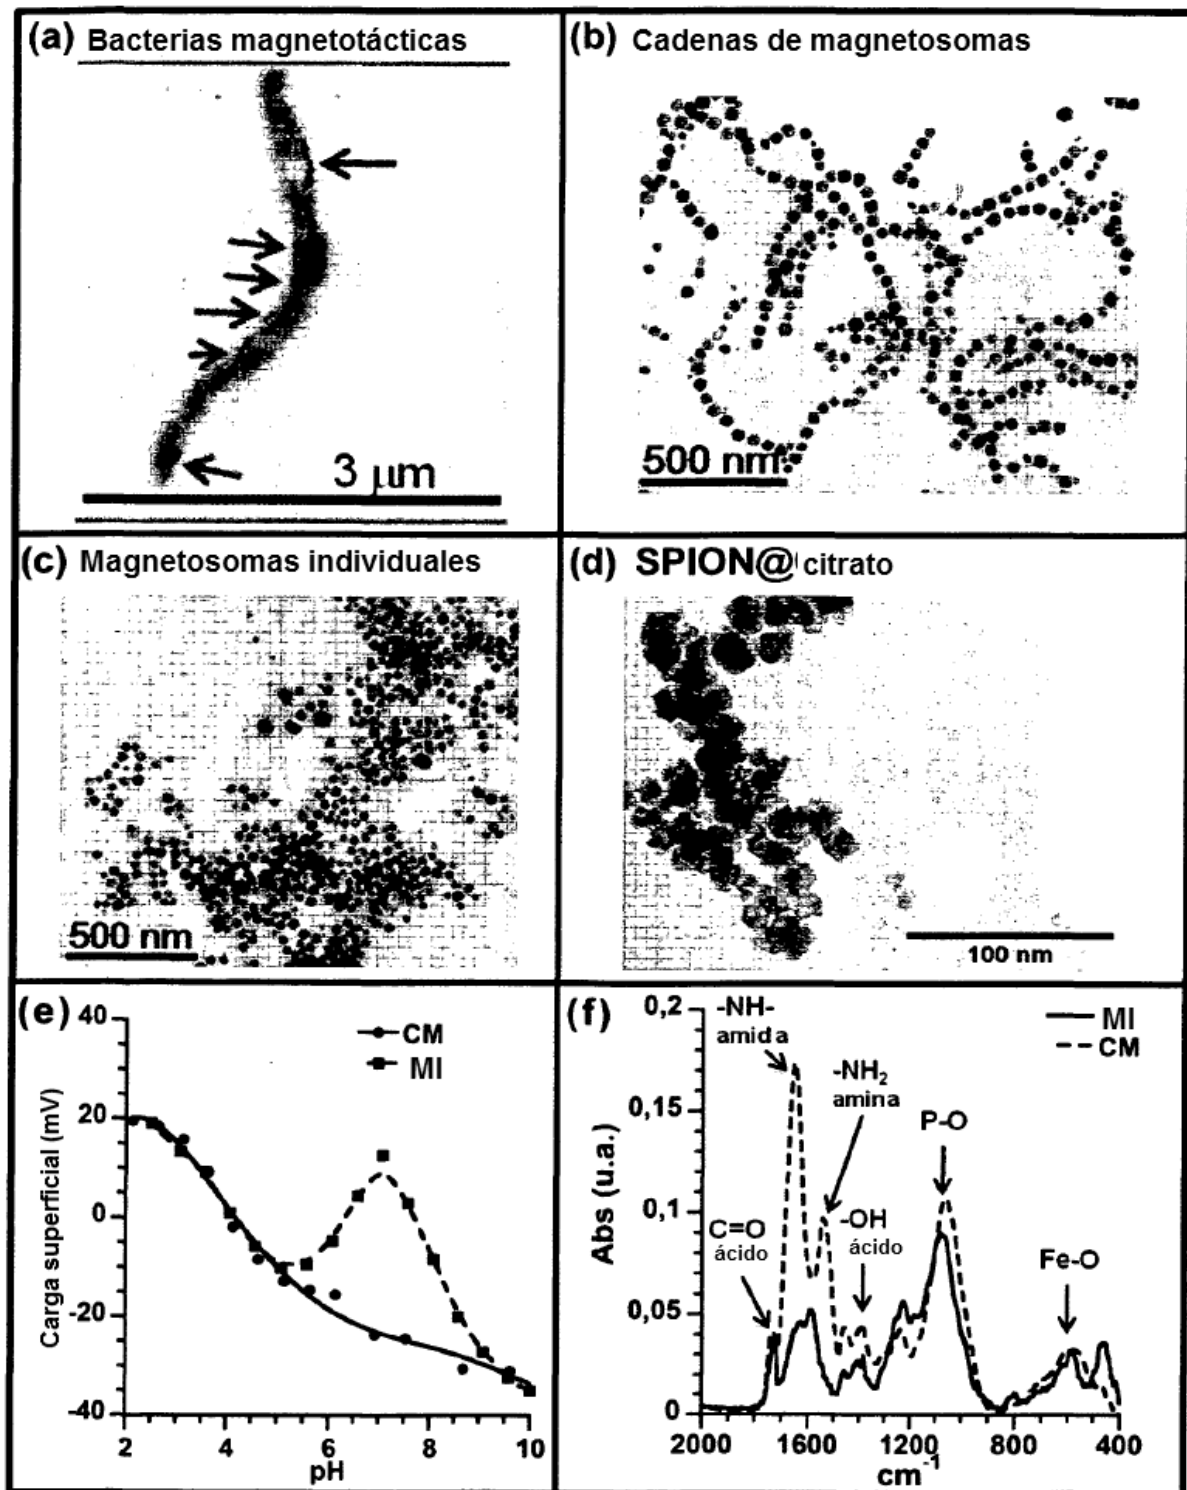 (a) Bacterias magnetotácticas
3 µm
(b) Cadenas de magnetosomas
500 nm
(c) Magnetosomas individuales
500 nm
(d) SPION@ citrato
100 nm
(e)
40
20
0
-20
-40
Carga superficial (mV)
CM
MI
2 4 6 8 10
pH
(f)
0,2
0,15
0,1
0,05
0
Abs (u.a.)
MI
CM
-NH-
amida
-NH₂
amina
P-O
C=O
ácido
-OH
ácido
Fe-O
2000 1600 1200 800 400
cm⁻¹